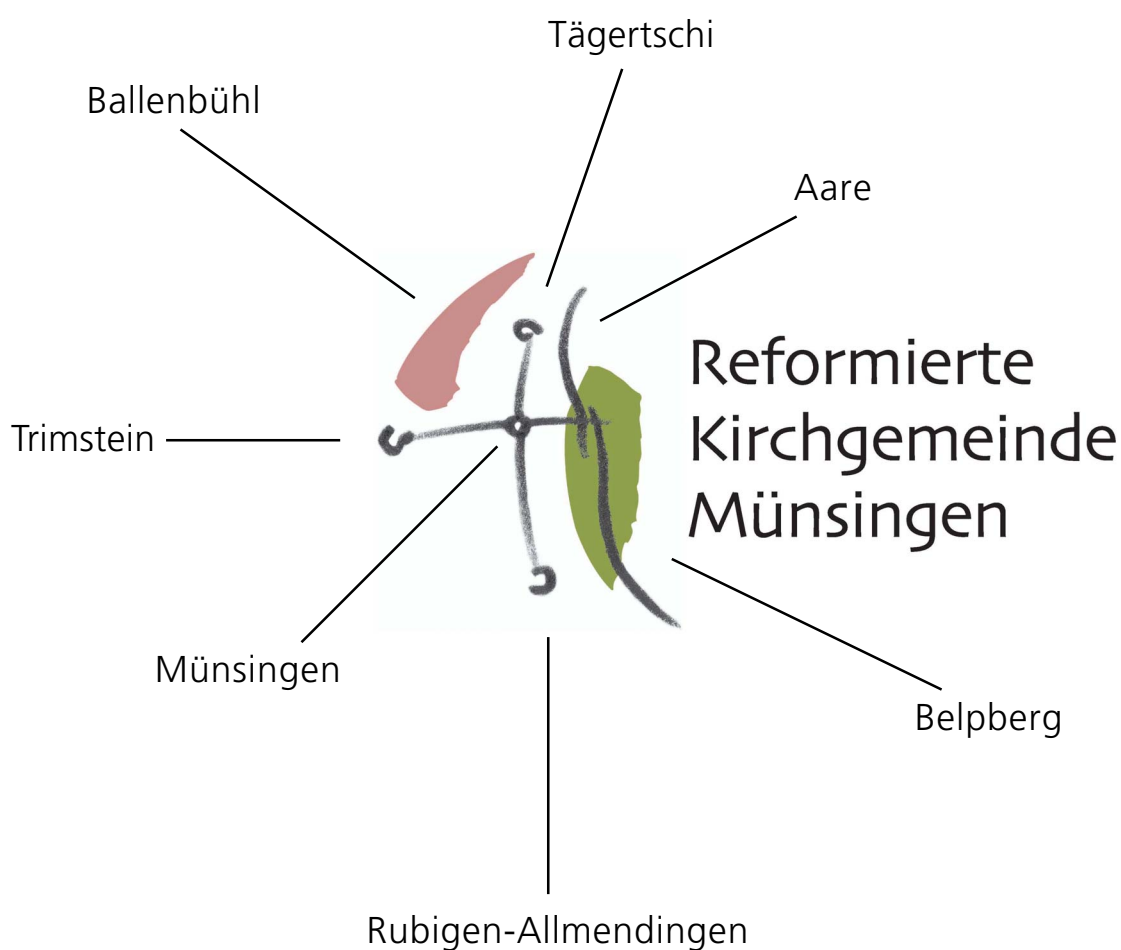 Tägertschi
Ballenbühl
Aare
Reformierte
Kirchgemeinde
Münsingen
Trimstein
Münsingen
Belpberg
Rubigen-Allmendingen